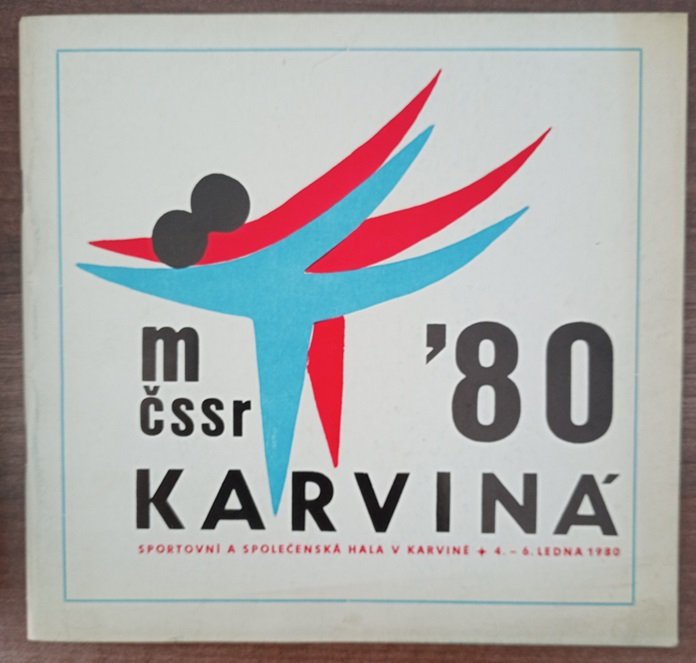 m
čssr
'80
KARVINÁ
SPORTOVNÍ A SPOLEČENSKÁ HALA V KARVINÉ + 4. – 6. LEDNA 1980